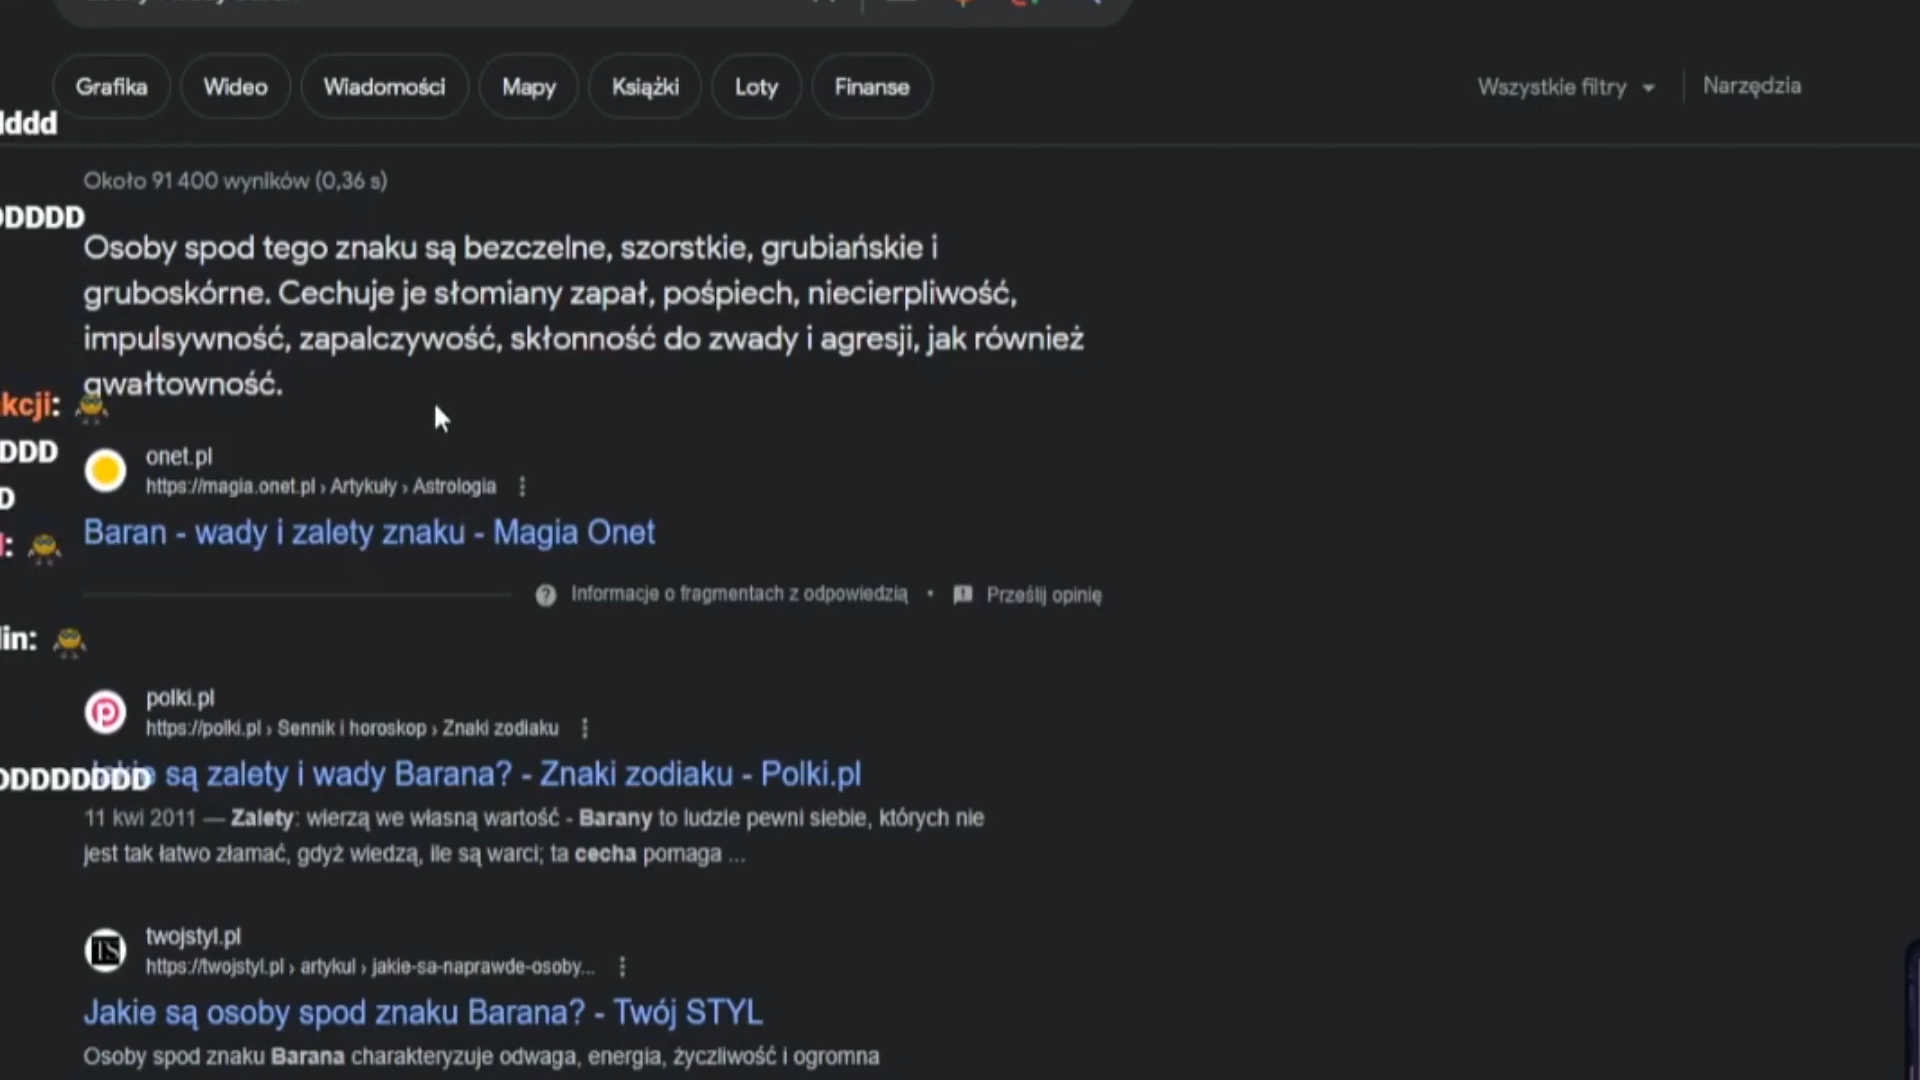 Grafika
Wideo
Wiadomości
Mapy
Książki
Loty
Finanse
Wszystkie filtry
Narzędzia
dddd
Około 91 400 wyników (0,36 s)
DDDDD
Osoby spod tego znaku są bezczelne, szorstkie, grubiańskie i
gruboskórne. Cechuje je słomiany zapał, pośpiech, niecierpliwość,
impulsywność, zapalczywość, skłonność do zwady i agresji, jak również
gwałtowność.
kcji:
onet.pl
DDD
https://magia.onet.pl › Artykuły › Astrologia
D
Baran - wady i zalety znaku - Magia Onet
Informacje o fragmentach z odpowiedzią • Prześlij opinię
lin:
polki.pl
https://polki.pl › Sennik i horoskop › Znaki zodiaku
DDDDDDDD
Jakie są zalety i wady Barana? - Znaki zodiaku - Polki.pl
11 kwi 2011 — Zalety: wierzą we własną wartość - Barany to ludzie pewni siebie, których nie
jest tak łatwo złamać, gdyż wiedzą, ile są warci; ta cecha pomaga ...
TS
twojstyl.pl
https://twojstyl.pl › artykul › jakie-sa-naprawde-osoby...
Jakie są osoby spod znaku Barana? - Twój STYL
Osoby spod znaku Barana charakteryzuje odwaga, energia, życzliwość i ogromna